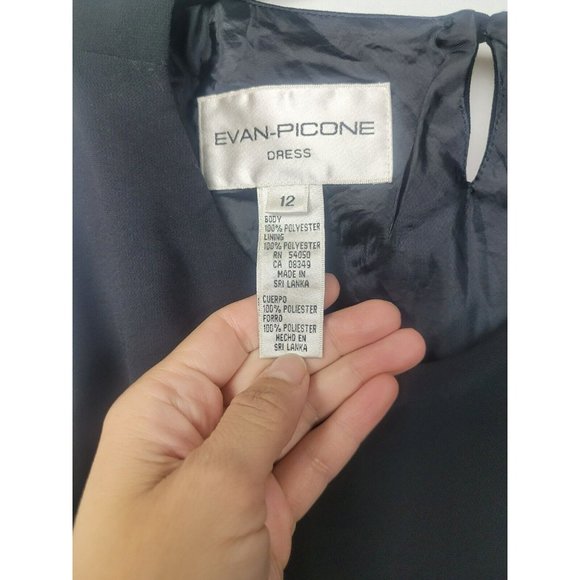 EVAN-PICONE
DRESS
12
BODY
100% POLYESTER
LINING
100% POLYESTER
RN 54050
CA 08349
MADE IN
SRI LANKA
CUERPO
100% POLIESTER
FORRO
100% POLIESTER
HECHO EN
SRI LANKA